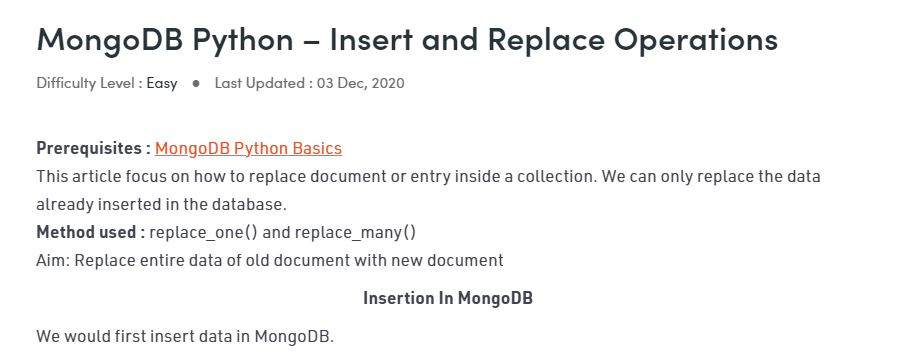 MongoDB Python – Insert and Replace Operations
Difficulty Level : Easy ● Last Updated : 03 Dec, 2020
Prerequisites : MongoDB Python Basics
This article focus on how to replace document or entry inside a collection. We can only replace the data
already inserted in the database.
Method used : replace_one() and replace_many()
Aim: Replace entire data of old document with new document
Insertion In MongoDB
We would first insert data in MongoDB.